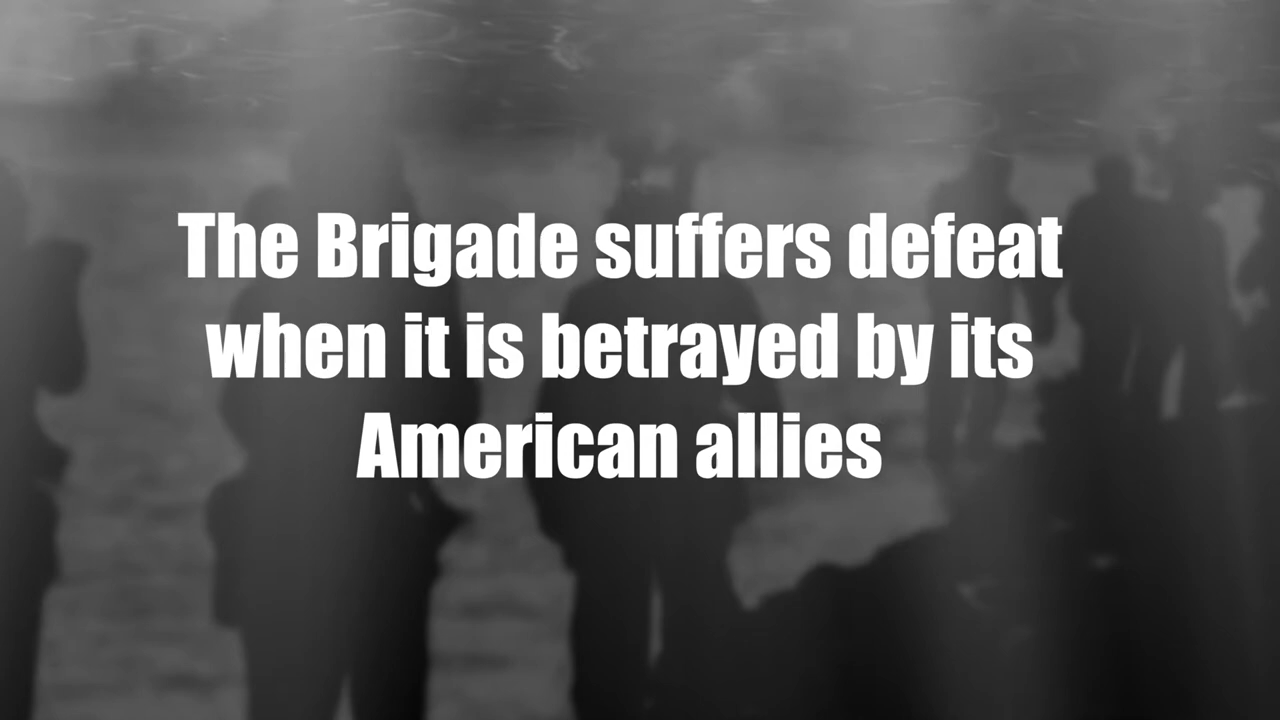 The Brigade suffers defeat
when it is betrayed by its
American allies